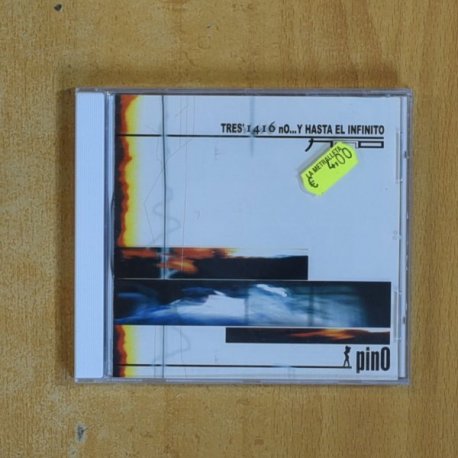 TRES'1416 nO...Y HASTA EL INFINITO
LA METRALLETA
4,00
€
pinO